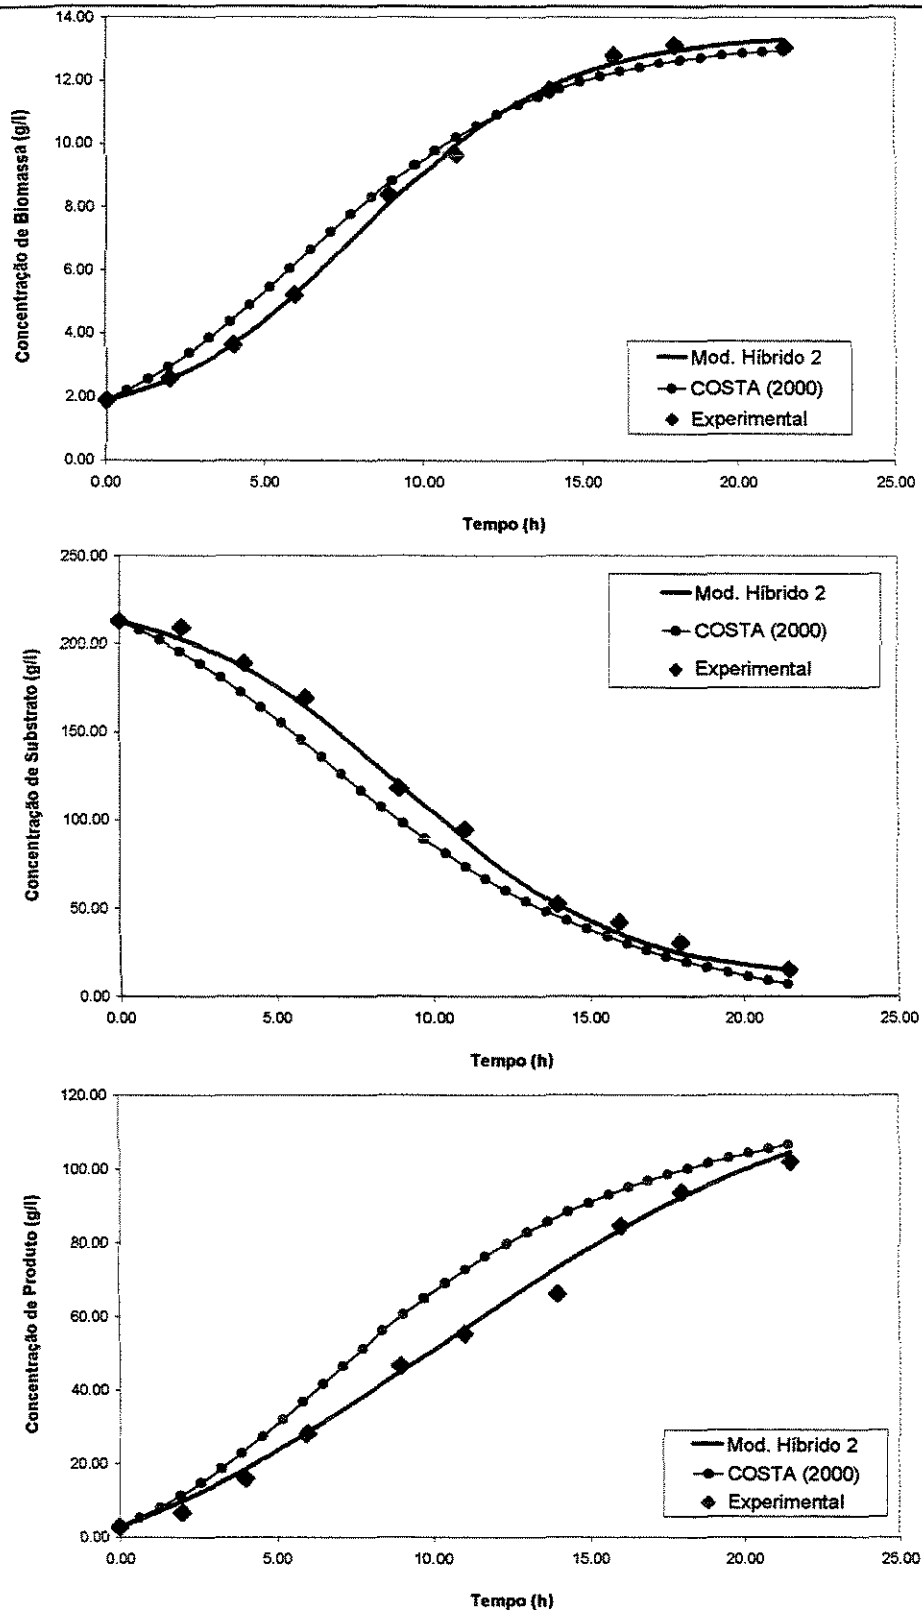 14.00
12.00
10.00
8.00
6.00
4.00
2.00
0.00
Concentração de Biomassa (g/l)
Mod. Híbrido 2
COSTA (2000)
Experimental
0.00 5.00 10.00 15.00 20.00 25.00
Tempo (h)
250.00
200.00
150.00
100.00
50.00
0.00
Concentração de Substrato (g/l)
Mod. Híbrido 2
COSTA (2000)
Experimental
0.00 5.00 10.00 15.00 20.00 25.00
Tempo (h)
120.00
100.00
80.00
60.00
40.00
20.00
0.00
Concentração de Produto (g/l)
Mod. Híbrido 2
COSTA (2000)
Experimental
0.00 5.00 10.00 15.00 20.00 25.00
Tempo (h)